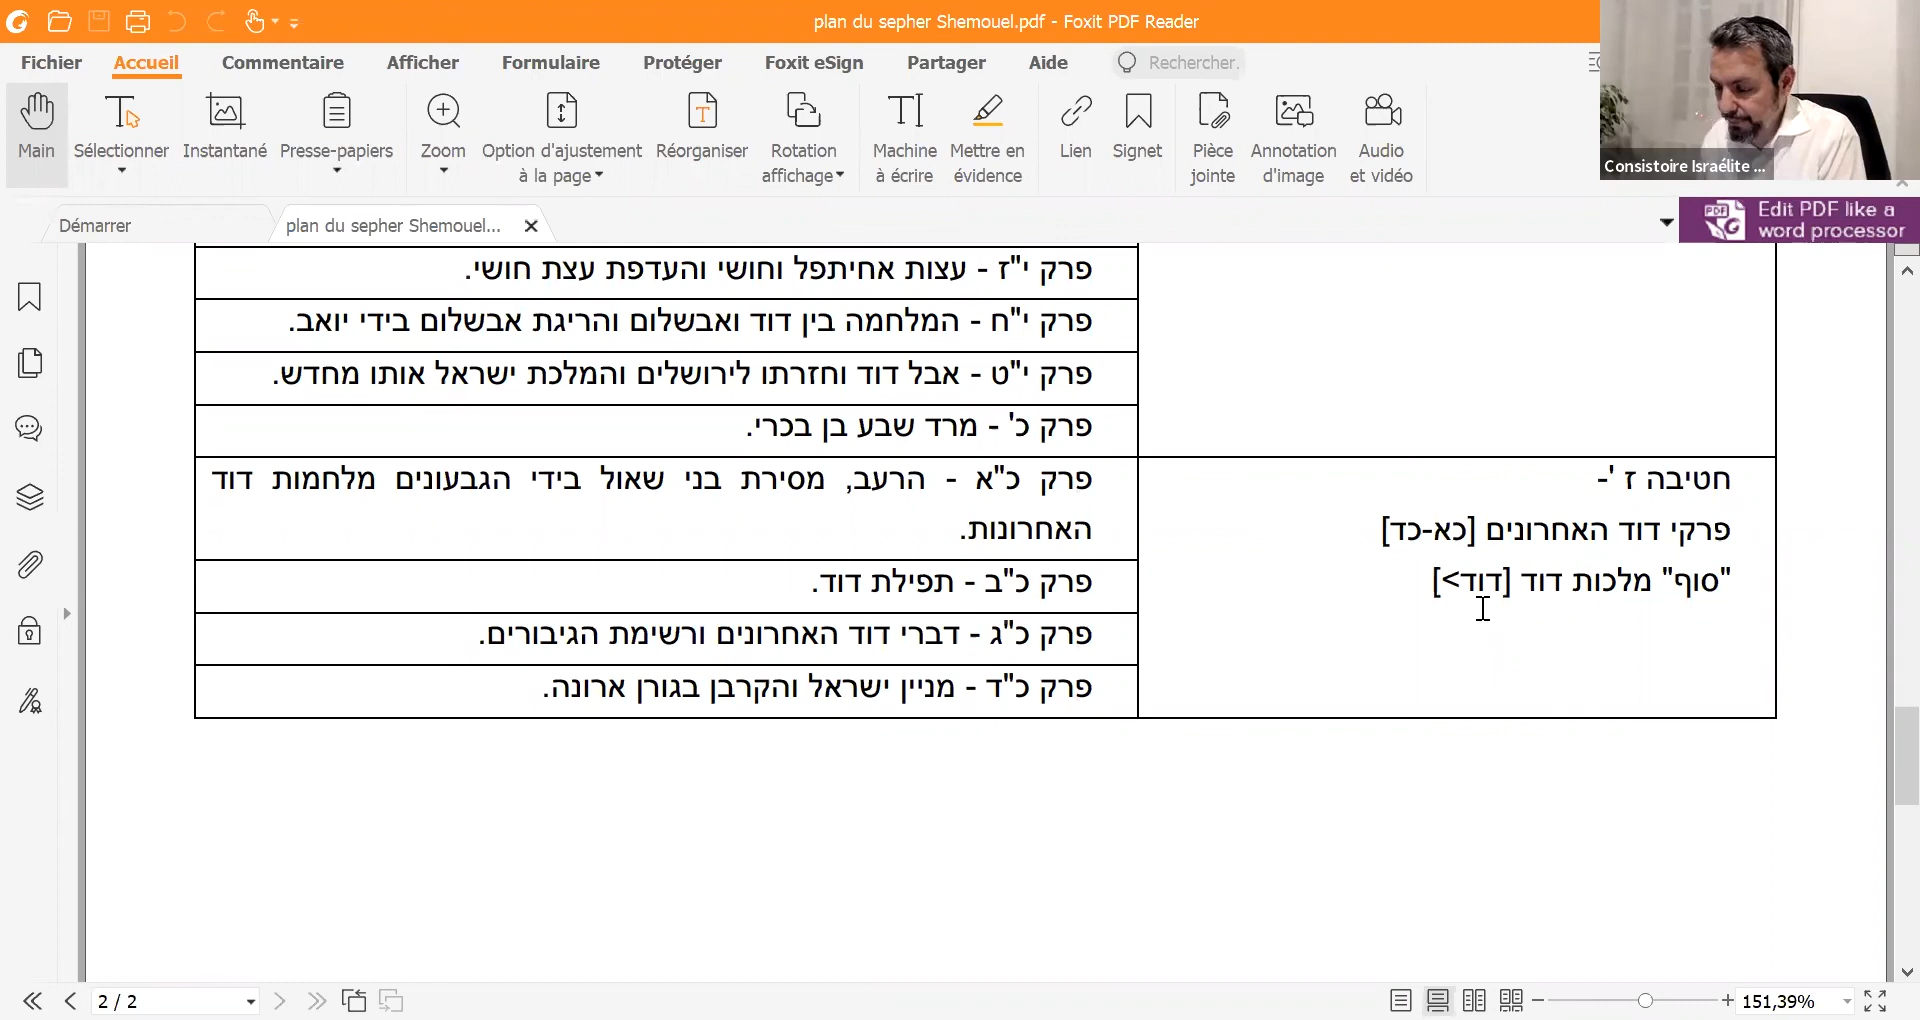 plan du sepher Shemouel.pdf - Foxit PDF Reader
Fichier Accueil Commentaire Afficher Formulaire Protéger Foxit eSign Partager Aide Rechercher.
Main Sélectionner Instantané Presse-papiers Zoom Option d'ajustement à la page Réorganiser Rotation affichage Machine à écrire Mettre en évidence Lien Signet Pièce jointe Annotation d'image Audio et vidéo
Consistoire Israélite ...
Démarrer
plan du sepher Shemouel...
Edit PDF like a
word processor
פרק י"ז - עצות אחיתפל וחושי והעדפת עצת חושי.
פרק י"ח - המלחמה בין דוד ואבשלום והריגת אבשלום בידי יואב.
פרק י"ט - אבל דוד וחזרתו לירושלים והמלכת ישראל אותו מחדש.
פרק כ' - מרד שבע בן בכרי.
חטיבה ז '-
פרקי דוד האחרונים [כא-כד]
"סוף" מלכות דוד [דוד>]
פרק כ"א - הרעב, מסירת בני שאול בידי הגבעונים מלחמות דוד
האחרונות.
פרק כ"ב - תפילת דוד.
פרק כ"ג - דברי דוד האחרונים ורשימת הגיבורים.
פרק כ"ד - מניין ישראל והקרבן בגורן ארונה.
2 / 2
151,39%